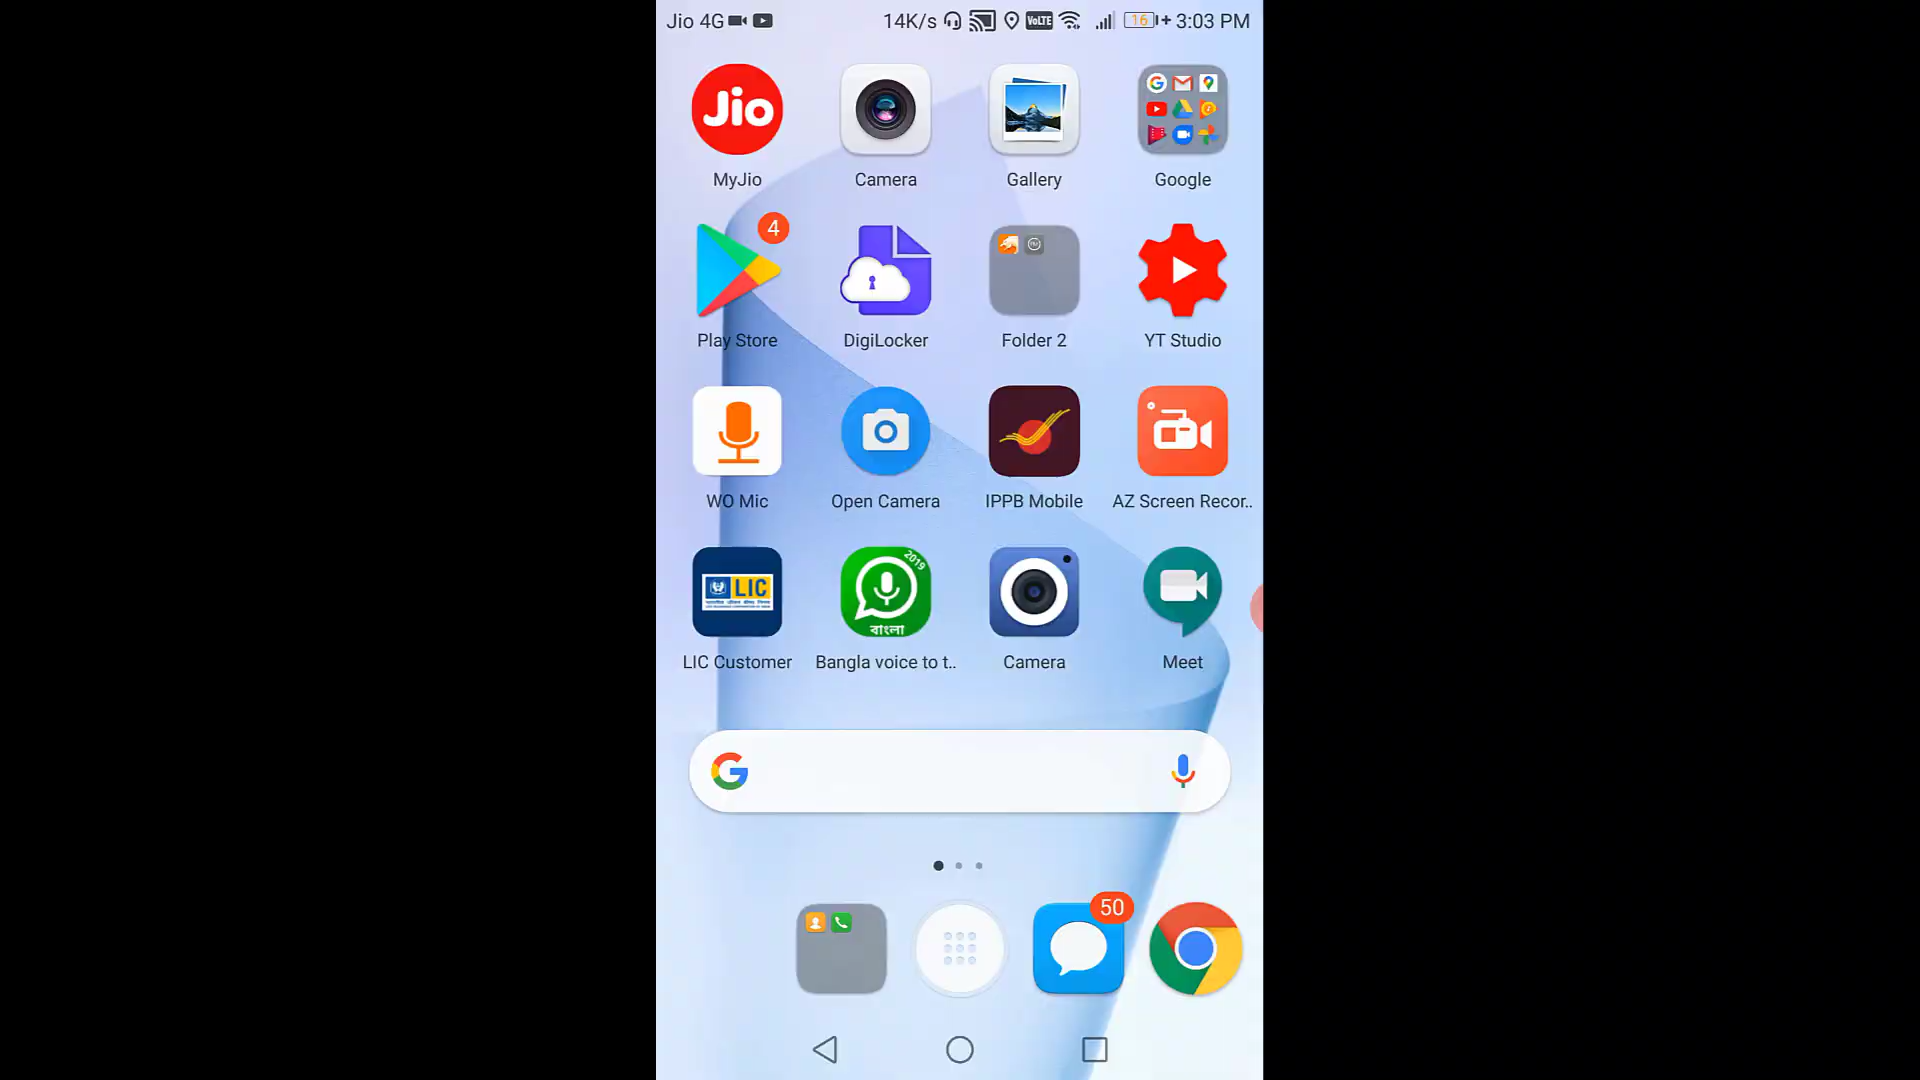 Jio 4G 14K/s VoLTE 16 3:03 PM
Jio
MyJio Camera Gallery Google
4
Play Store DigiLocker Folder 2 YT Studio
WO Mic Open Camera IPPB Mobile AZ Screen Recor..
LIC
2019
বাংলা
LIC Customer Bangla voice to t.. Camera Meet
50